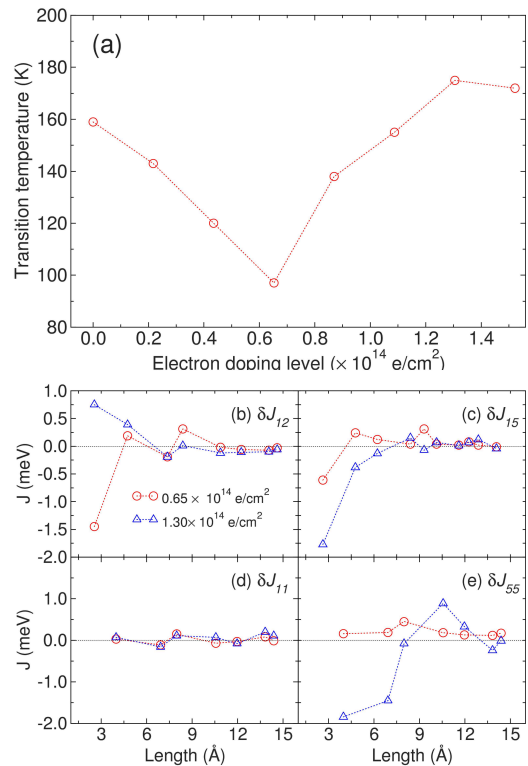 (a)
Transition temperature (K)
200
180
160
140
120
100
80
0.0 0.2 0.4 0.6 0.8 1.0 1.2 1.4
Electron doping level (× 10^14 e/cm^2)
(b) δJ_12
(c) δJ_15
J (meV)
1.0
0.5
0.0
-0.5
-1.0
-1.5
-2.0
0.65× 10^14 e/cm^2
1.30× 10^14 e/cm^2
(d) δJ_11
(e) δJ_55
J (meV)
1.0
0.0
-1.0
-2.0
3 6 9 12 15
3 6 9 12 15
Length (Å)
Length (Å)